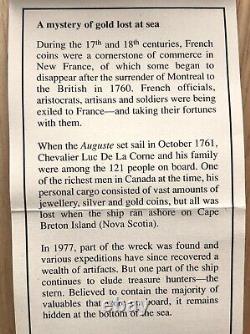 A mystery of gold lost at sea
During the 17th and 18th centuries, French
coins were a cornerstone of commerce in
New France, of which some began to
disappear after the surrender of Montreal to
the British in 1760. French officials,
aristocrats, artisans and soldiers were being
exiled to France—and taking their fortunes
with them.
When the Auguste set sail in October 1761,
Chevalier Luc De La Corne and his family
were among the 121 people on board. One
of the richest men in Canada at the time, his
personal cargo consisted of vast amounts of
jewellery, silver and gold coins, but all was
lost when the ship ran ashore on Cape
Breton Island (Nova Scotia).
In 1977, part of the wreck was found and
various expeditions have since recovered a
wealth of artifacts. But one part of the ship
continues to elude treasure hunters—the
stern. Believed to contain the majority of
valuables that board, it remains
hidden at the bottom of the sea.